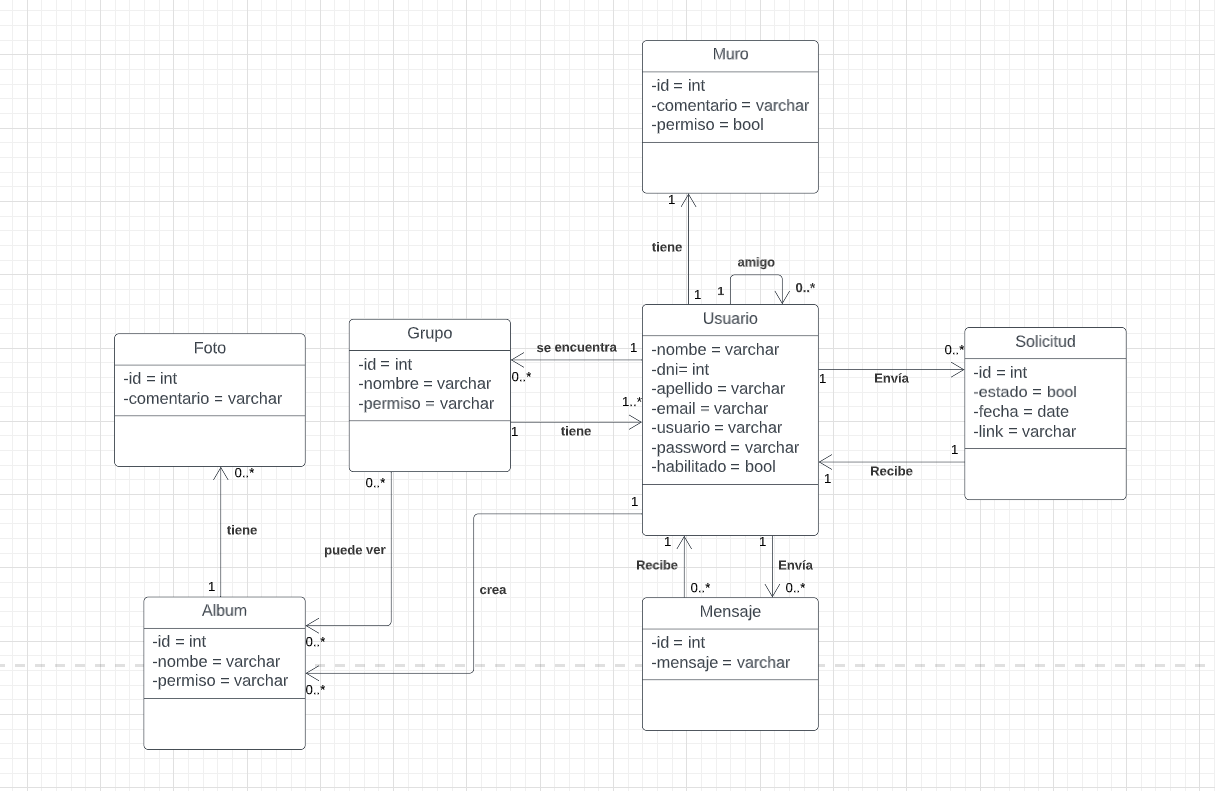 Muro
-id = int
-comentario = varchar
-permiso = bool
1
tiene
1
amigo
1
0..*
Usuario
-nombe = varchar
-dni= int
-apellido = varchar
-email = varchar
-usuario = varchar
-password = varchar
-habilitado = bool
Grupo
-id = int
-nombre = varchar
-permiso = varchar
se encuentra
1
0..*
1..*
1
tiene
Foto
-id = int
-comentario = varchar
0..*
tiene
1
Solicitud
-id = int
-estado = bool
-fecha = date
-link = varchar
0..*
1
Envía
1
Recibe
1
0..*
puede ver
0..*
1
crea
0..*
Album
-id = int
-nombe = varchar
-permiso = varchar
1
Recibe
0..*
1
Envía
0..*
Mensaje
-id = int
-mensaje = varchar